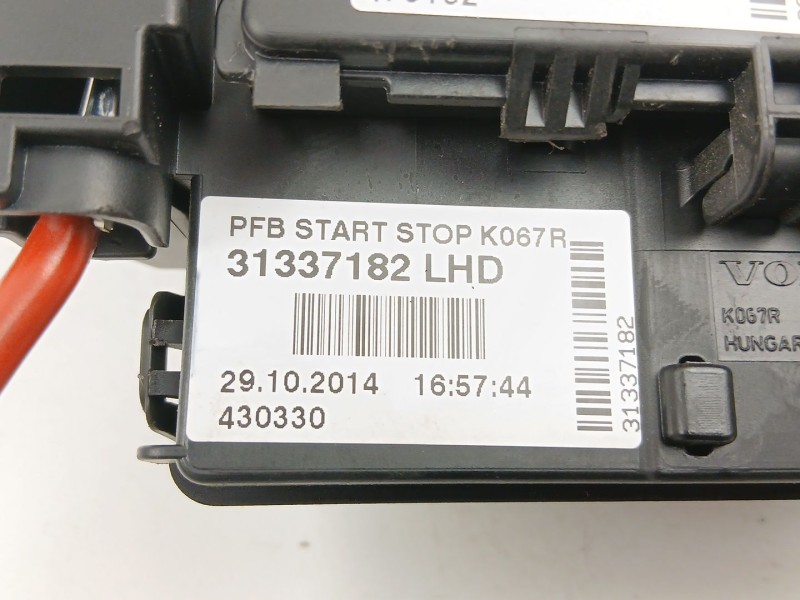 PFB START STOP K067R
31337182 LHD
29.10.2014 16:57:44
430330
31337182
K067R